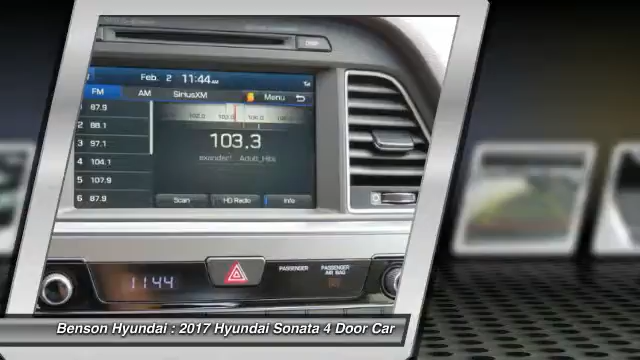 DISP
Feb. 2 11:44 AM
FM AM SiriusXM Menu
1 87.9
2 88.1
3 97.1
4 104.1
5 107.9
6 87.9
103.3
Adult_Hits
Scan HD Radio Info
11:44
PASSENGER
PASSENGER
AIR BAG
Benson Hyundai : 2017 Hyundai Sonata 4 Door Car